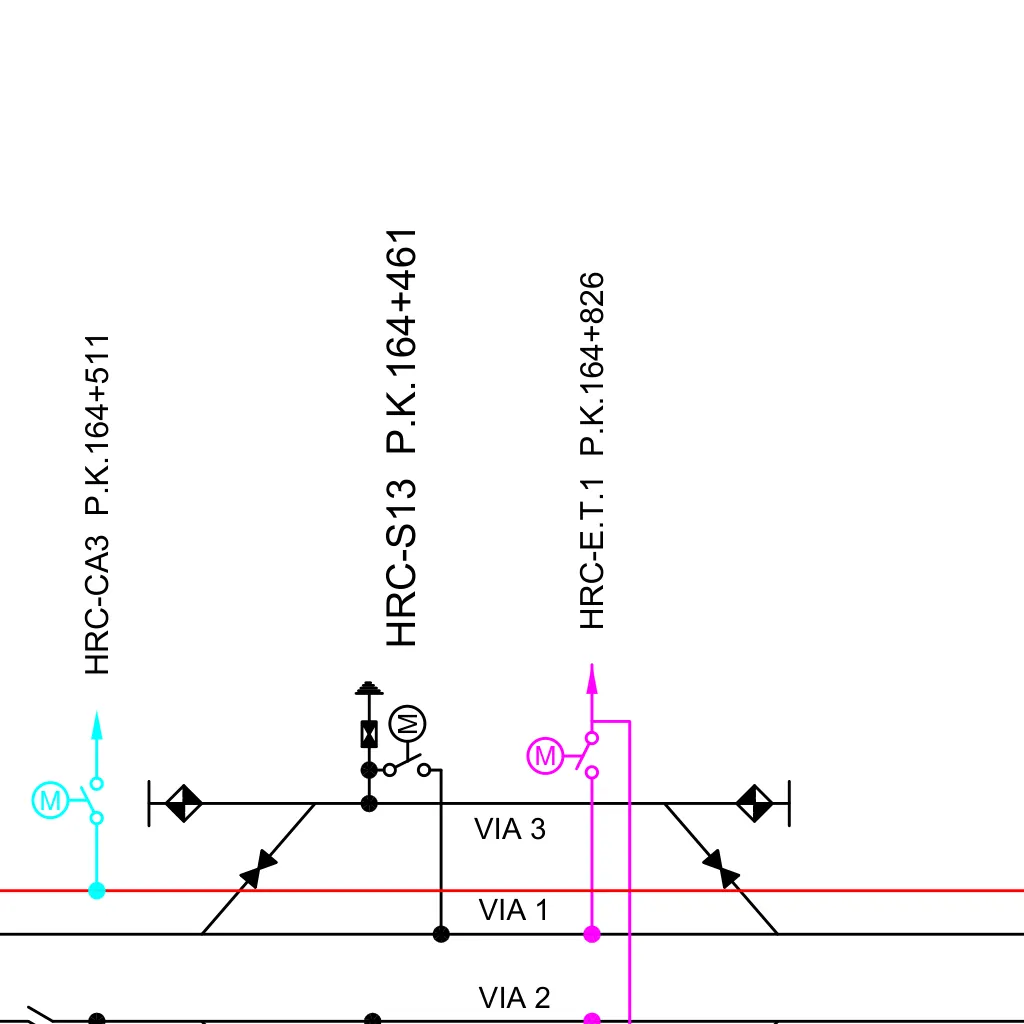 HRC-CA3 P.K.164+511
HRC-S13 P.K.164+461
HRC-E.T.1 P.K.164+826
M
M
M
VIA 3
VIA 1
VIA 2